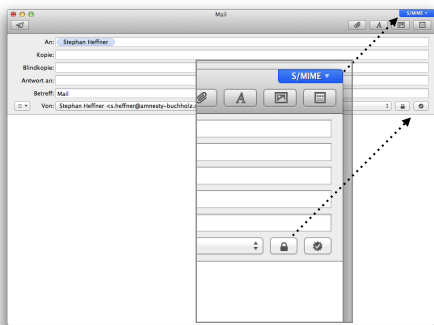 Mail
S/MIME
An: Stephan Heffner
Kopie:
Blindkopie:
Antwort an:
Betreff: Mail
Von: Stephan Heffner <s.heffner@amnesty-buchholz.
S/MIME